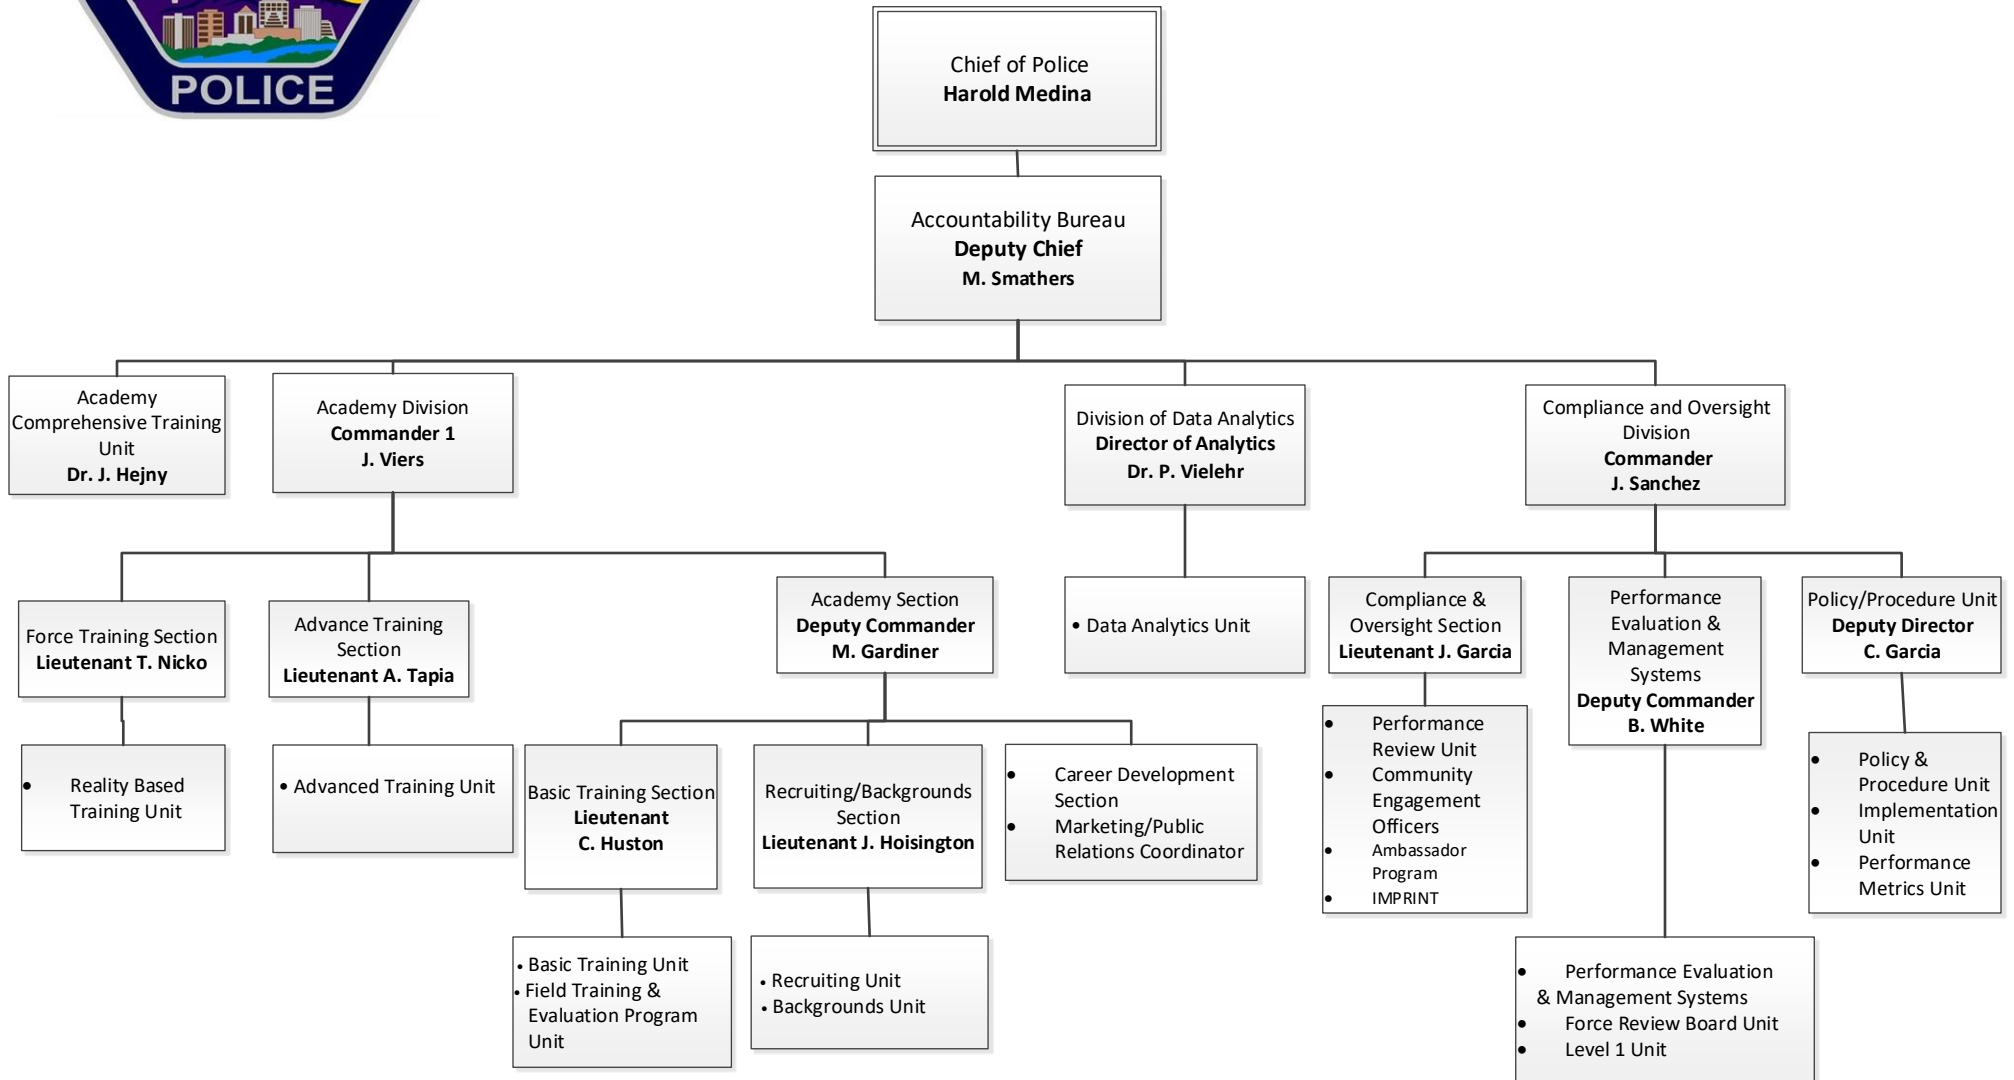 POLICE
Chief of Police
Harold Medina
Accountability Bureau
Deputy Chief
M. Smathers
Academy
Comprehensive Training
Unit
Dr. J. Hejny
Academy Division
Commander 1
J. Viers
Division of Data Analytics
Director of Analytics
Dr. P. Vielehr
Compliance and Oversight
Division
Commander
J. Sanchez
Force Training Section
Lieutenant T. Nicko
Advance Training
Section
Lieutenant A. Tapia
Academy Section
Deputy Commander
M. Gardiner
• Data Analytics Unit
Compliance &
Oversight Section
Lieutenant J. Garcia
Performance
Evaluation &
Management
Systems
Deputy Commander
B. White
Policy/Procedure Unit
Deputy Director
C. Garcia
• Reality Based
Training Unit
• Advanced Training Unit
Basic Training Section
Lieutenant
C. Huston
Recruiting/Backgrounds
Section
Lieutenant J. Hoisington
• Career Development
Section
• Marketing/Public
Relations Coordinator
• Performance
Review Unit
• Community
Engagement
Officers
• Ambassador
Program
• IMPRINT
• Policy &
Procedure Unit
• Implementation
Unit
• Performance
Metrics Unit
• Basic Training Unit
• Field Training &
Evaluation Program
Unit
• Recruiting Unit
• Backgrounds Unit
• Performance Evaluation
& Management Systems
• Force Review Board Unit
• Level 1 Unit